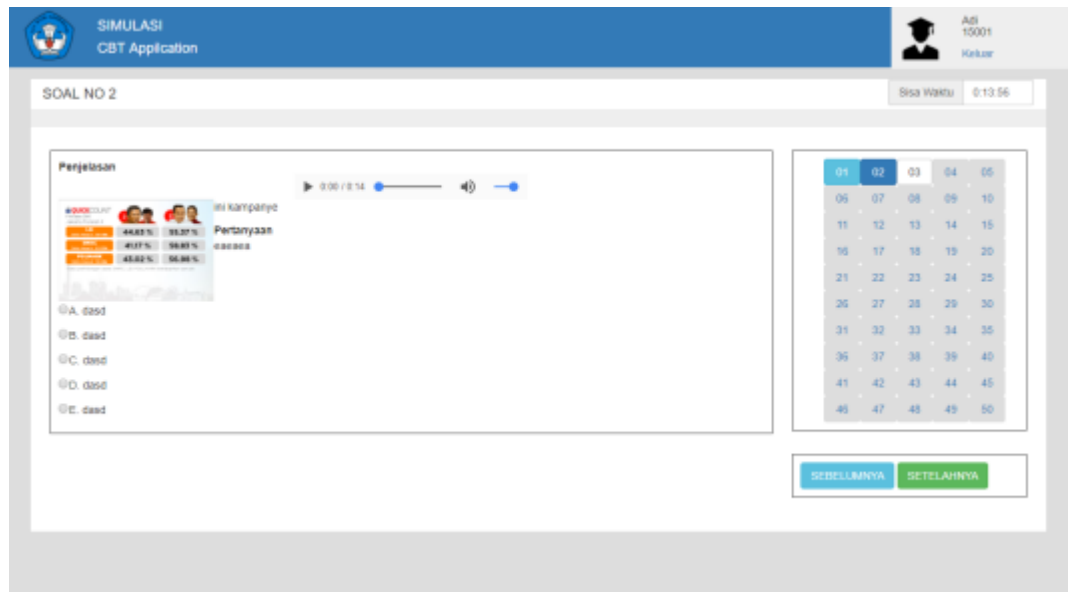 SIMULASI
CBT Application
Adi
15001
Keluar
SOAL NO 2
Sisa Waktu 0:13:56
Penjelasan
0:00 / 0:14
QUICKCOUNT
44.63 % 55.37 %
41.17 % 58.83 %
ini kampanye
Pertanyaan
A. dasd
B. dasd
C. dasd
D. dasd
E. dasd
01 02 03 04 05
06 07 08 09 10
11 12 13 14 15
16 17 18 19 20
21 22 23 24 25
26 27 28 29 30
31 32 33 34 35
36 37 38 39 40
41 42 43 44 45
46 47 48 49 50
SEBELUMNYA SETELAHNYA